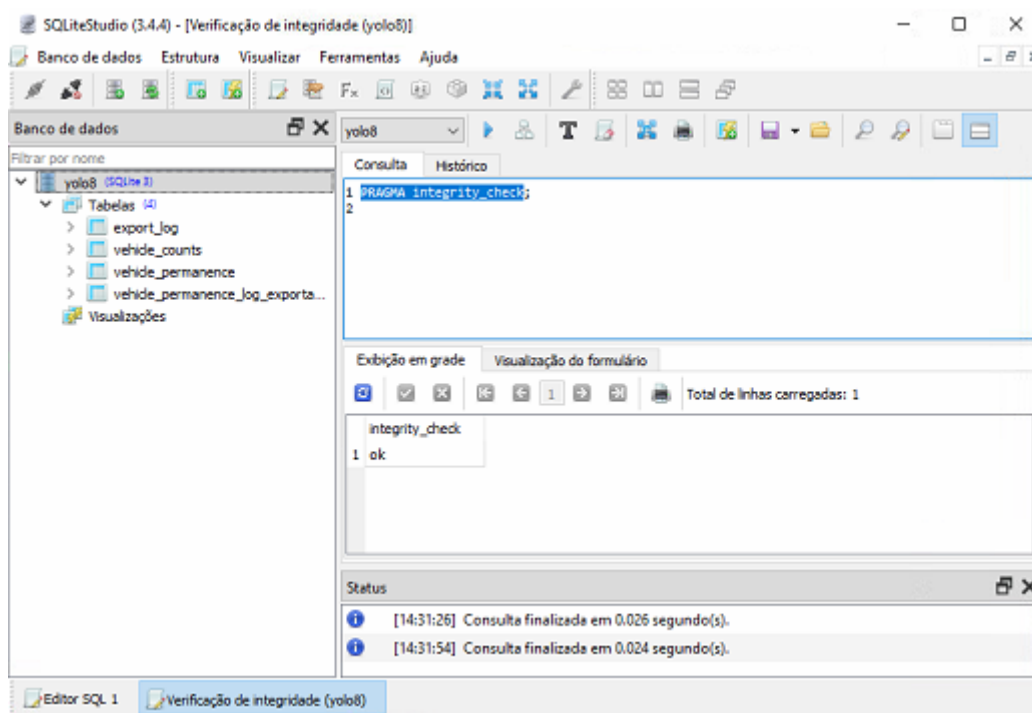 SQLiteStudio (3.4.4) - [Verificação de integridade (yolo8)]
Banco de dados Estrutura Visualizar Ferramentas Ajuda
Banco de dados
Filtrar por nome
yolo8 (SQLite 3)
Tabelas (4)
export_log
vehicle_counts
vehicle_permanence
vehicle_permanence_log_exporta...
Visualizações
yolo8
Consulta Histórico
1 PRAGMA integrity_check;
2
Exibição em grade Visualização do formulário
1 Total de linhas carregadas: 1
integrity_check
1 ok
Status
[14:31:26] Consulta finalizada em 0.026 segundo(s).
[14:31:54] Consulta finalizada em 0.024 segundo(s).
Editor SQL 1 Verificação de integridade (yolo8)